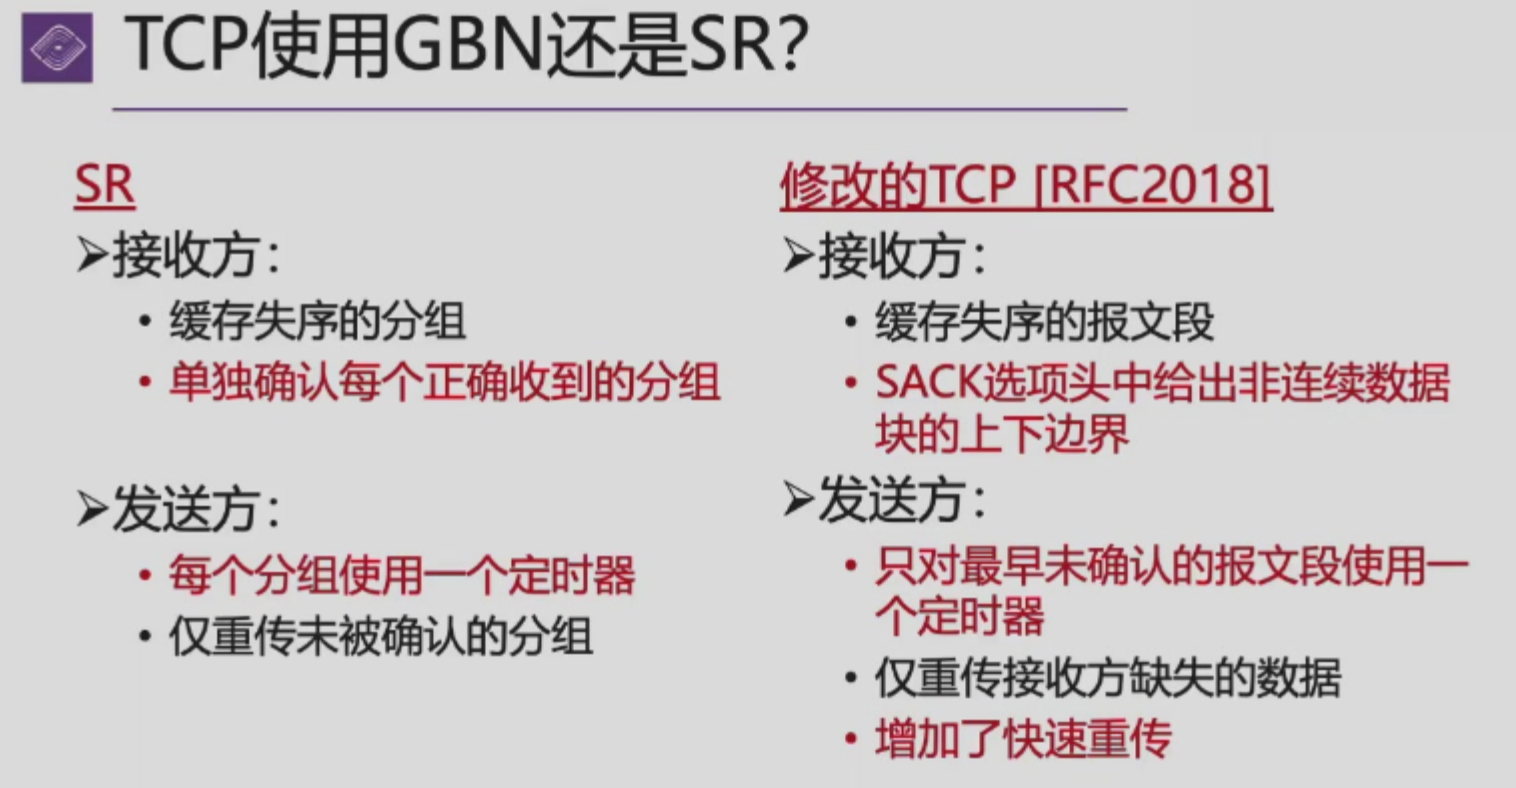 TCP使用GBN还是SR?
SR
➢接收方：
• 缓存失序的分组
• 单独确认每个正确收到的分组
➢发送方：
• 每个分组使用一个定时器
• 仅重传未被确认的分组
修改的TCP [RFC2018]
➢接收方：
• 缓存失序的报文段
• SACK选项头中给出非连续数据
块的上下边界
➢发送方：
• 只对最早未确认的报文段使用一
个定时器
• 仅重传接收方缺失的数据
• 增加了快速重传